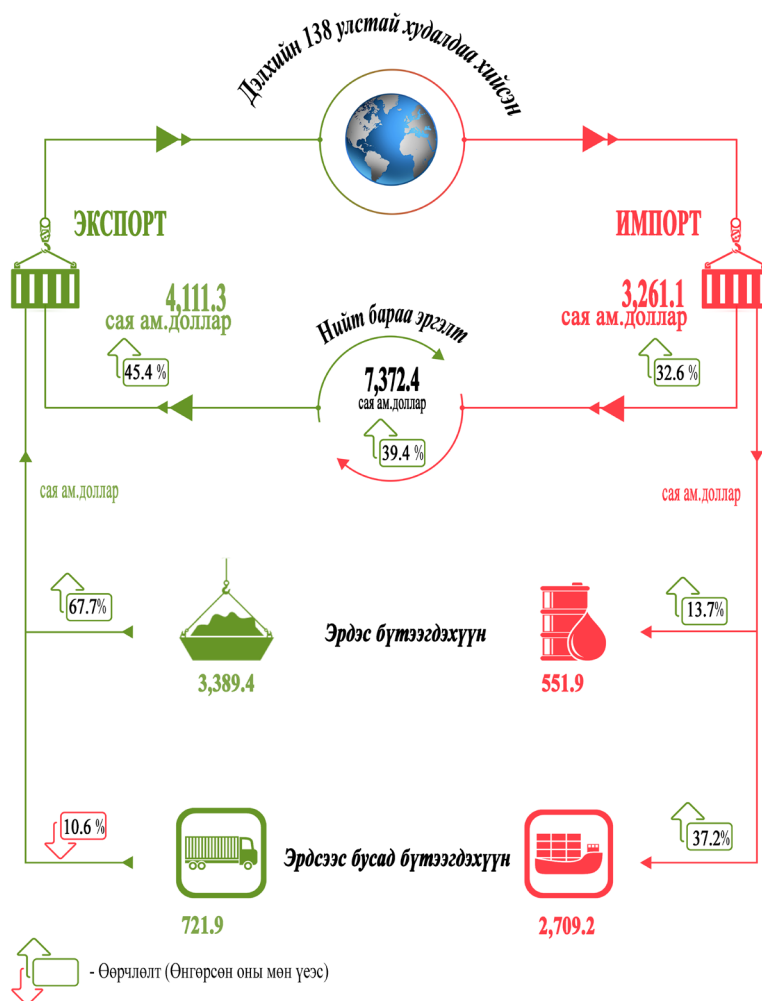 Дэлхийн 138 улстай худалдаа хийсэн
ЭКСПОРТ
ИМПОРТ
4,111.3
сая ам.доллар
45.4 %
3,261.1
сая ам.доллар
32.6 %
Нийт бараа эргэлт
7,372.4
сая ам.доллар
39.4 %
сая ам.доллар
сая ам.доллар
67.7%
Эрдэс бүтээгдэхүүн
13.7%
3,389.4
551.9
10.6 %
Эрдсээс бусад бүтээгдэхүүн
37.2%
721.9
2,709.2
- Өөрчлөлт (Өнгөрсөн оны мөн үеэс)